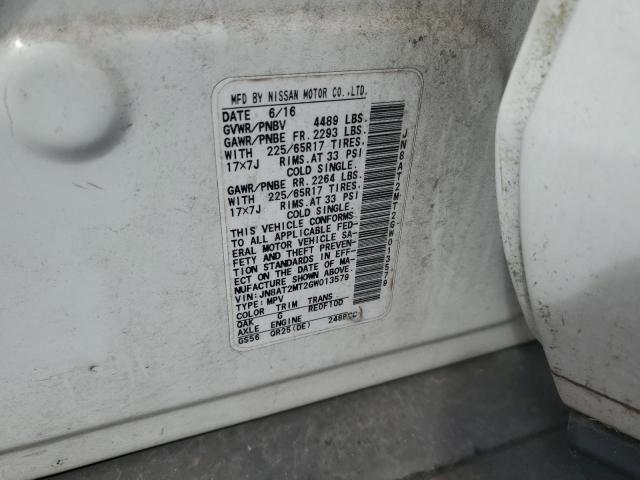 MFD BY NISSAN MOTOR CO.,LTD.
DATE 6/16
GVWR/PNBV 4489 LBS.
GAWR/PNBE FR. 2293 LBS.
WITH 225/65R17 TIRES.
17×7J RIMS.AT 33 PSI
COLD SINGLE.
GAWR/PNBE RR. 2264 LBS.
WITH 225/65R17 TIRES.
17×7J RIMS.AT 33 PSI
COLD SINGLE.
THIS VEHICLE CONFORMS
TO ALL APPLICABLE FED-
ERAL MOTOR VEHICLE SA-
FETY AND THEFT PREVEN-
TION STANDARDS IN EFF-
ECT ON THE DATE OF MA-
NUFACTURE SHOWN ABOVE.
VIN: JN8AT2MT2GW013579
TYPE: MPV
COLOR TRIM TRANS
QAK G RE0F10D
AXLE ENGINE
GS56 QR25(DE) 2488CC
JN8AT2MT2GW013579